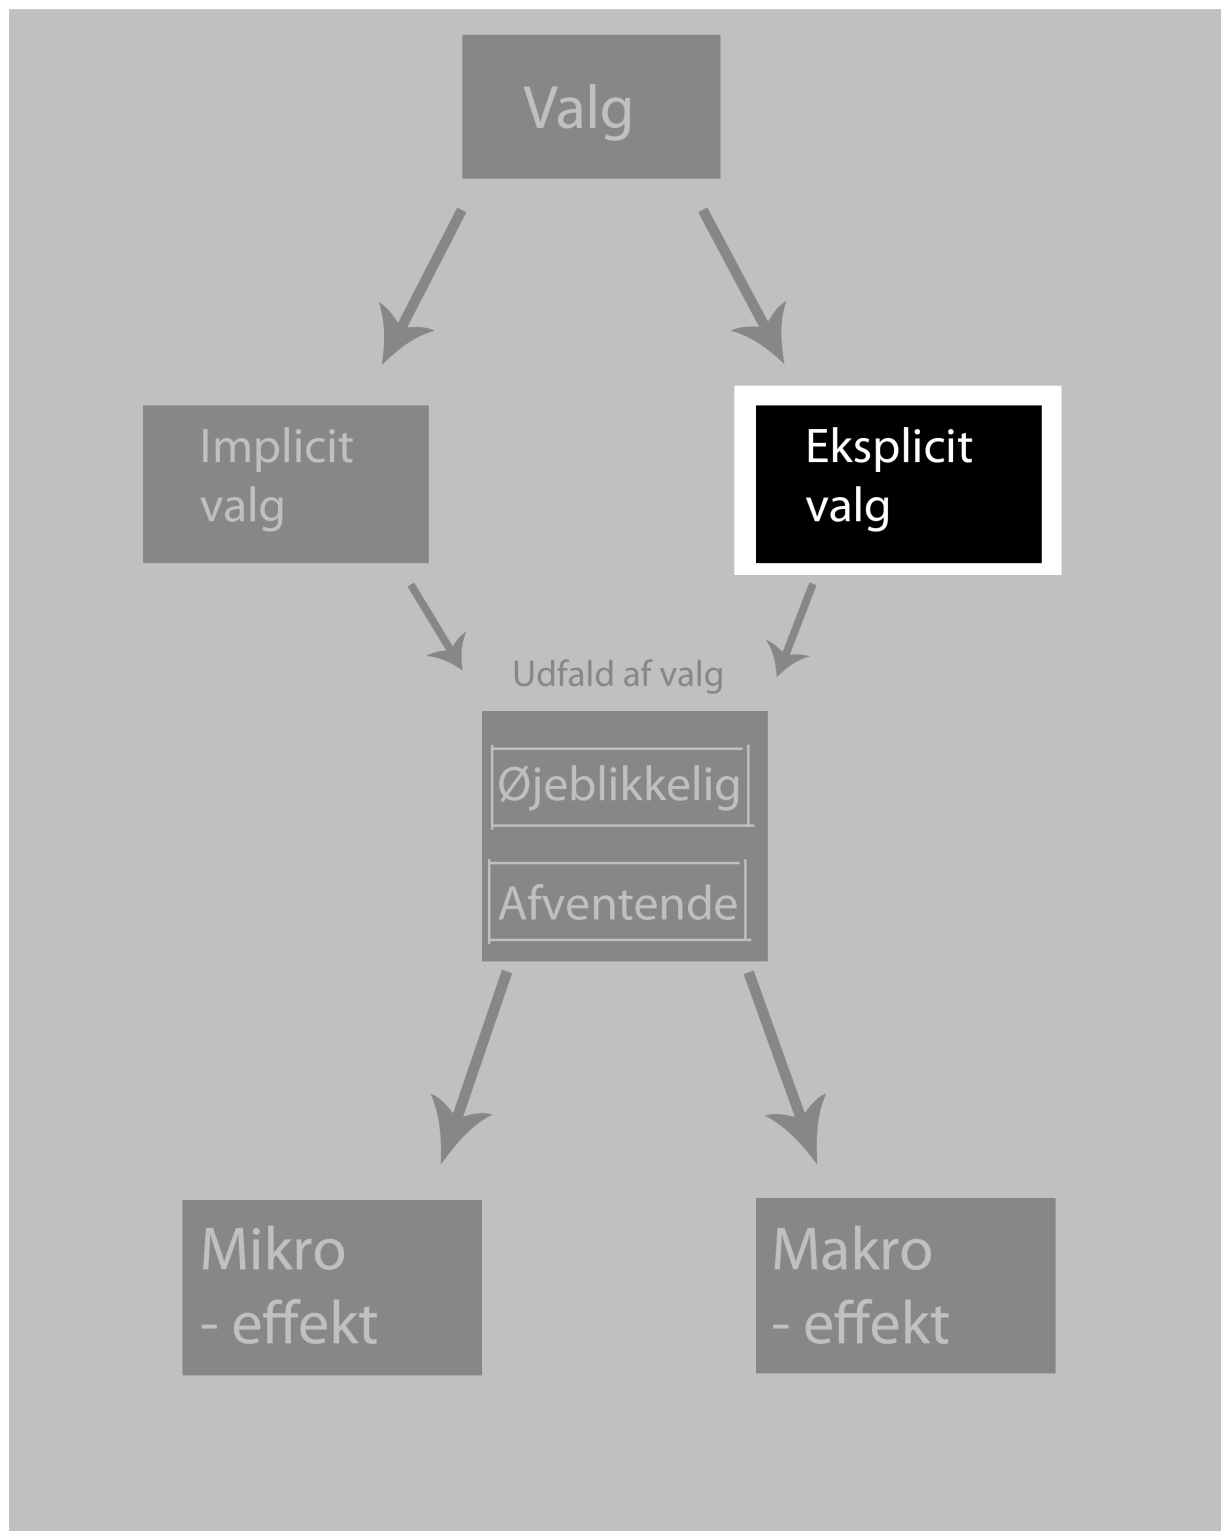 Valg
Implicit
valg
Eksplicit
valg
Udfald af valg
Øjeblikkelig
Afventende
Mikro
- effekt
Makro
- effekt